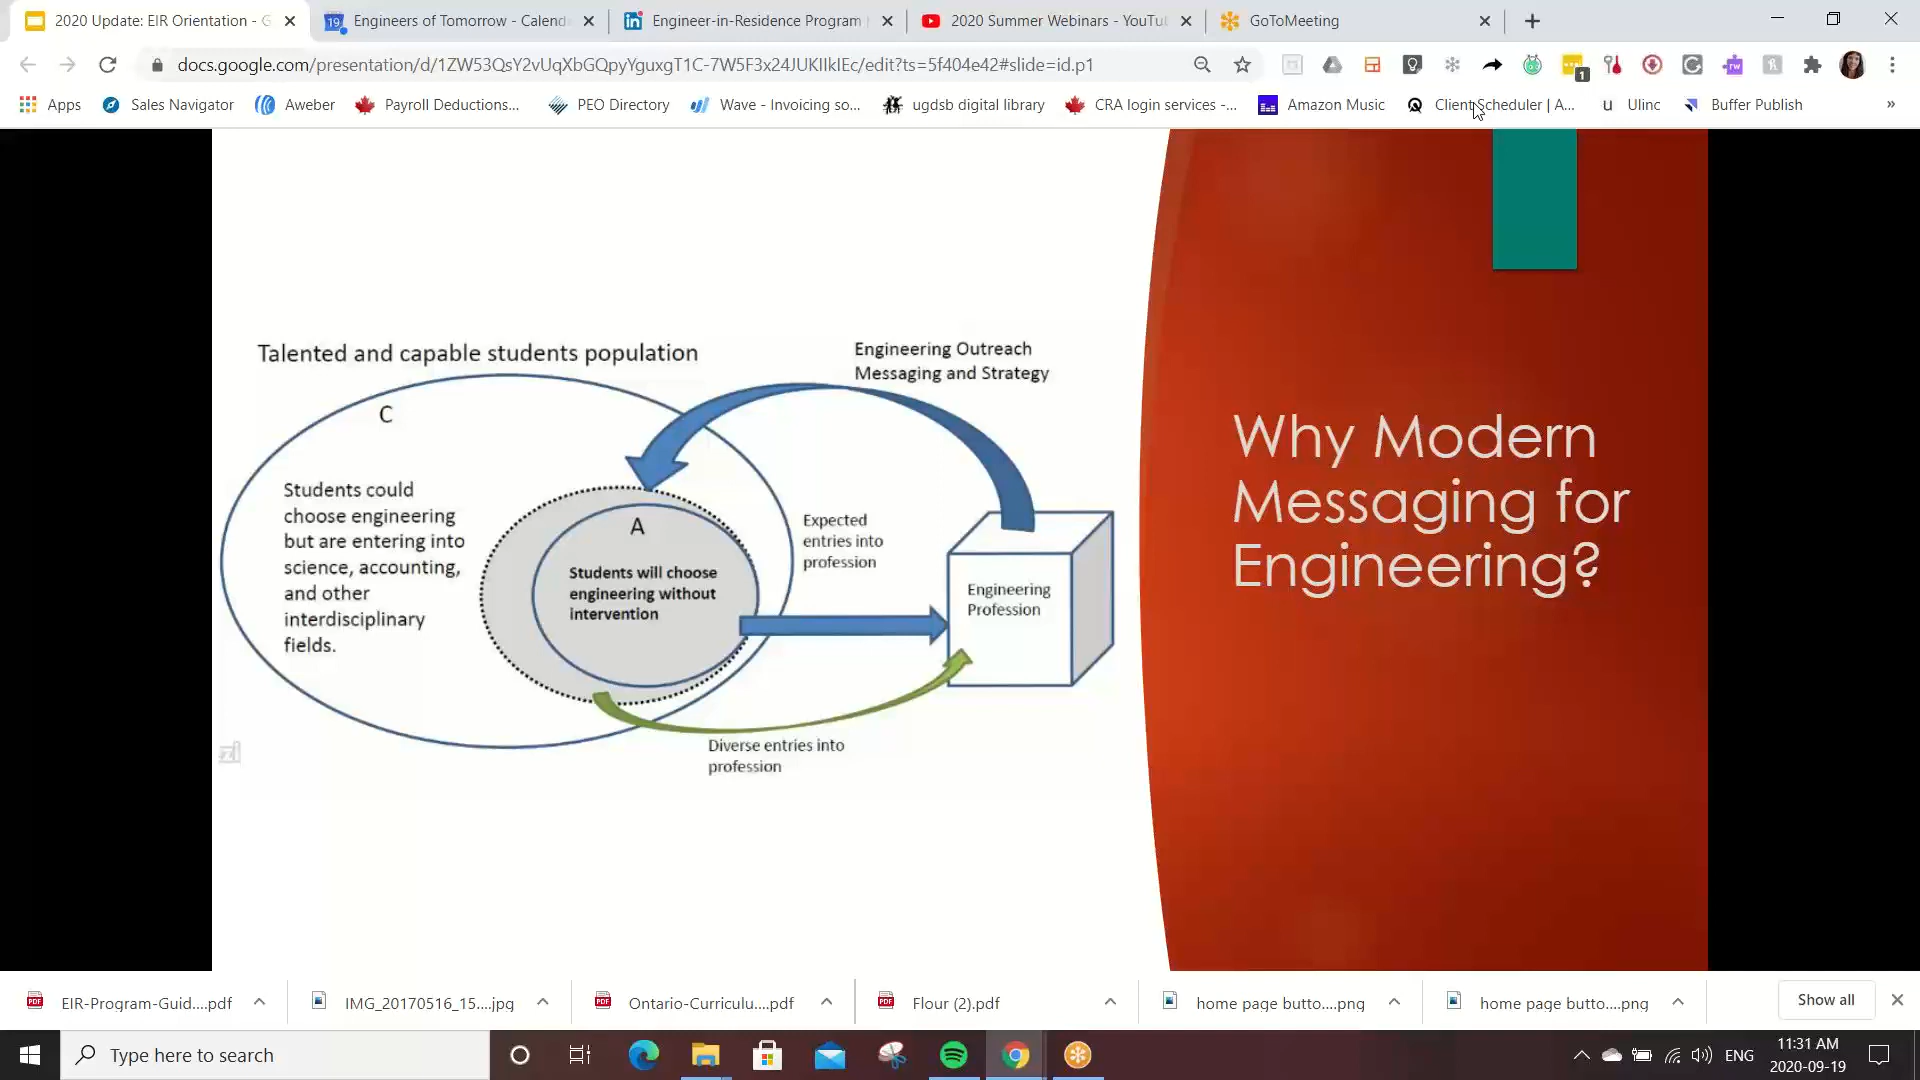 2020 Update: EIR Orientation - G
Engineers of Tomorrow - Calend
Engineer-in-Residence Program
2020 Summer Webinars - YouTu
GoToMeeting
docs.google.com/presentation/d/1ZW53QsY2vUqXbGQpyYguxgT1C-7W5F3x24JUKIlkIEc/edit?ts=5f404e42#slide=id.p1
Apps
Sales Navigator
Aweber
Payroll Deductions...
PEO Directory
Wave - Invoicing so...
ugdsb digital library
CRA login services -...
Amazon Music
Client Scheduler | A...
Ulinc
Buffer Publish
»
Talented and capable students population
Engineering Outreach
Messaging and Strategy
C
Students could
choose engineering
but are entering into
science, accounting,
and other
interdisciplinary
fields.
A
Students will choose
engineering without
intervention
Expected
entries into
profession
Engineering
Profession
Diverse entries into
profession
Why Modern
Messaging for
Engineering?
EIR-Program-Guid....pdf
IMG_20170516_15....jpg
Ontario-Curriculu....pdf
Flour (2).pdf
home page butto....png
home page butto....png
Show all
Type here to search
ENG
11:31 AM
2020-09-19